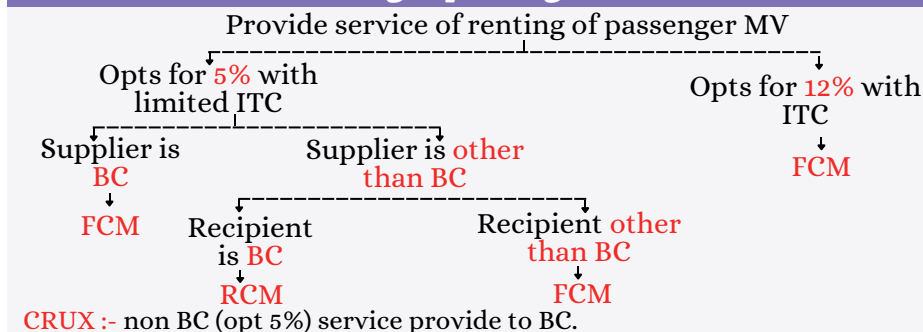 Provide service of renting of passenger MV
Opts for 5% with
limited ITC
Opts for 12% with
ITC
FCM
Supplier is
BC
FCM
Supplier is other
than BC
Recipient
is BC
RCM
Recipient other
than BC
FCM
CRUX :- non BC (opt 5%) service provide to BC.